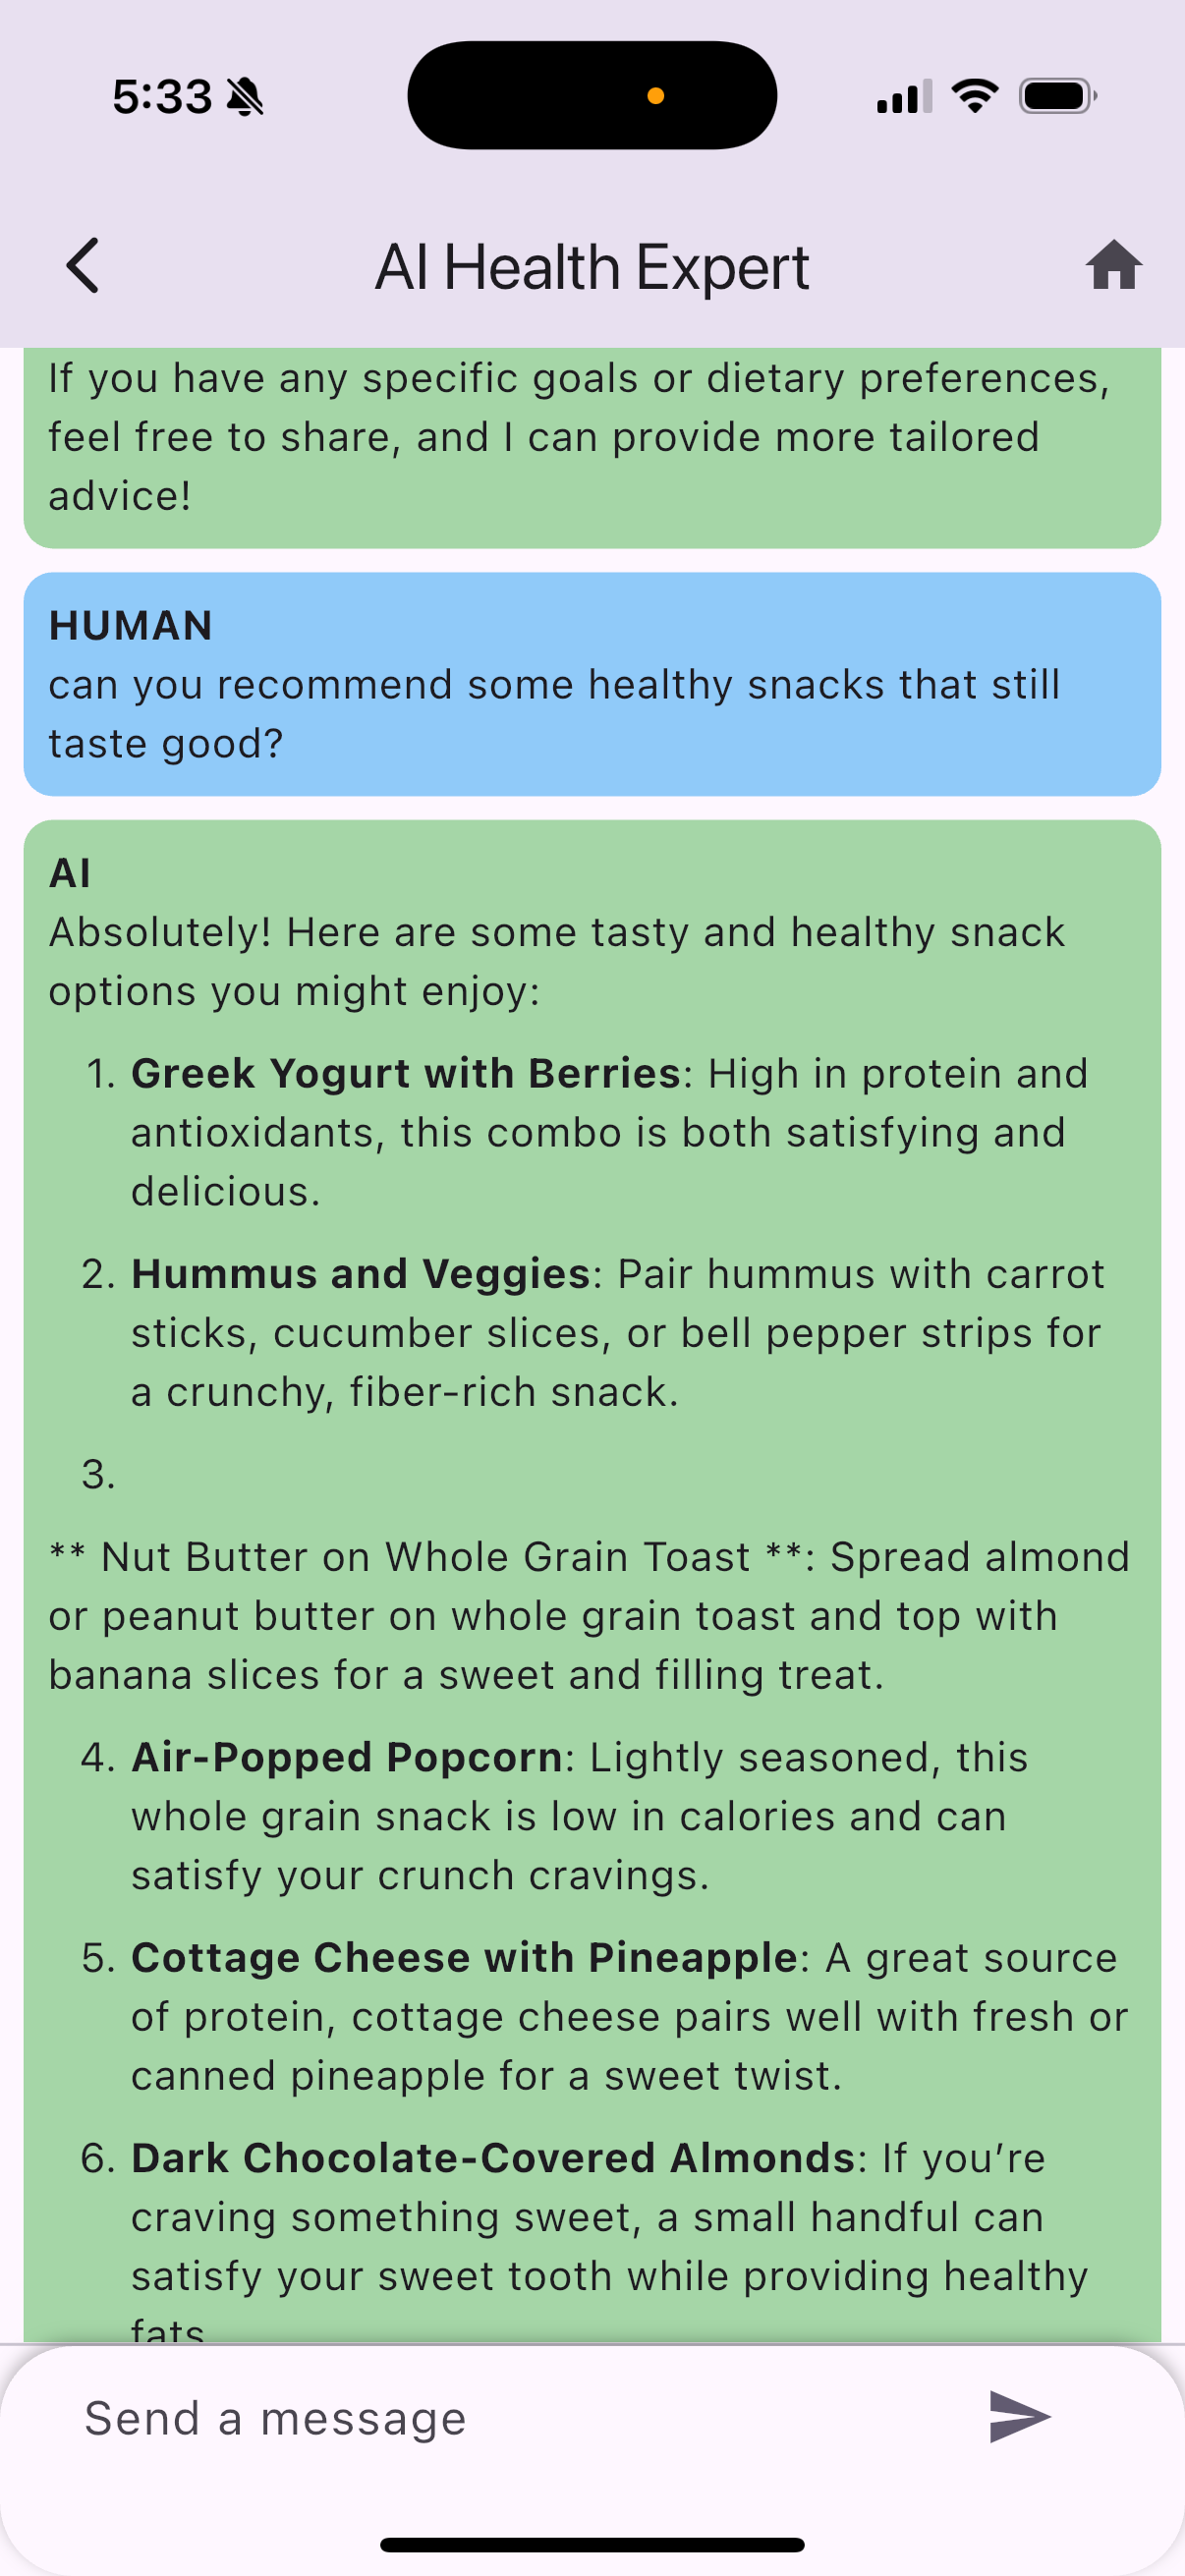 5:33
AI Health Expert
If you have any specific goals or dietary preferences,
feel free to share, and I can provide more tailored
advice!
HUMAN
can you recommend some healthy snacks that still
taste good?
AI
Absolutely! Here are some tasty and healthy snack
options you might enjoy:
1. Greek Yogurt with Berries: High in protein and
antioxidants, this combo is both satisfying and
delicious.
2. Hummus and Veggies: Pair hummus with carrot
sticks, cucumber slices, or bell pepper strips for
a crunchy, fiber-rich snack.
3.
** Nut Butter on Whole Grain Toast **: Spread almond
or peanut butter on whole grain toast and top with
banana slices for a sweet and filling treat.
4. Air-Popped Popcorn: Lightly seasoned, this
whole grain snack is low in calories and can
satisfy your crunch cravings.
5. Cottage Cheese with Pineapple: A great source
of protein, cottage cheese pairs well with fresh or
canned pineapple for a sweet twist.
6. Dark Chocolate-Covered Almonds: If you’re
craving something sweet, a small handful can
satisfy your sweet tooth while providing healthy
fats
Send a message